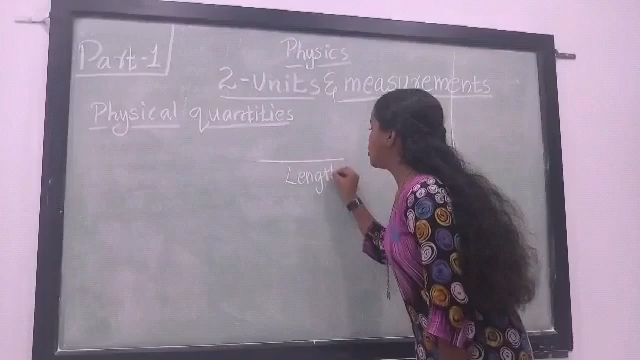 Part-1
Physics
2-Units & measurements
Physical quantities
Length